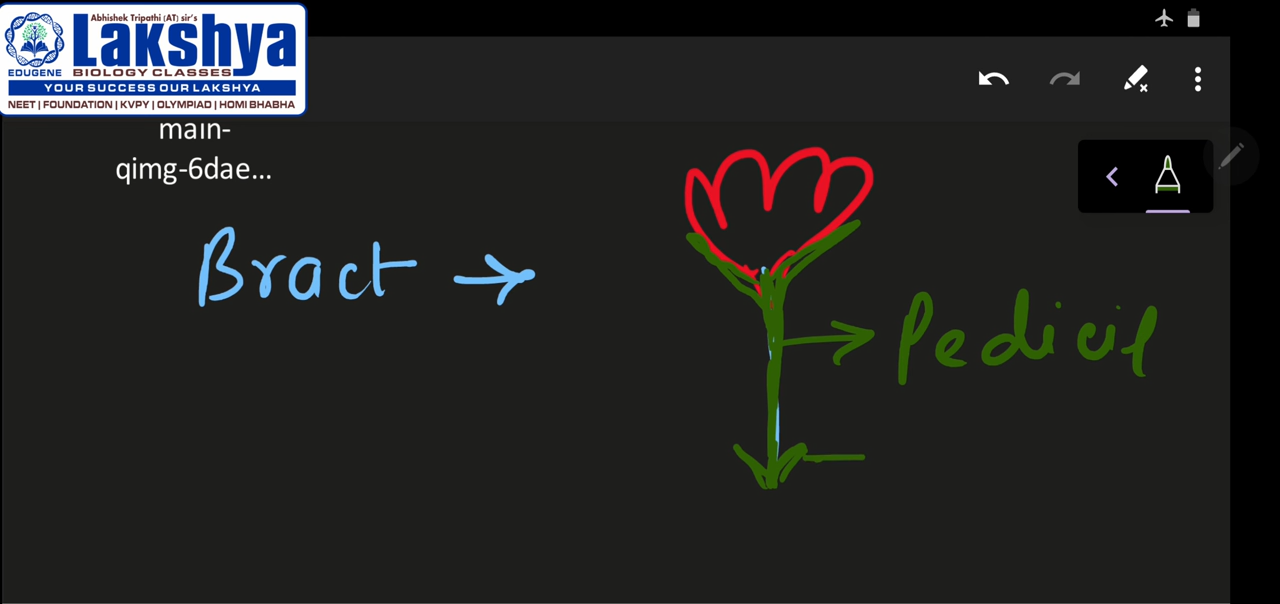 Abhishek Tripathi (AT) sir's
Lakshya
EDUGENE BIOLOGY CLASSES
YOUR SUCCESS OUR LAKSHYA
NEET | FOUNDATION | KVPY | OLYMPIAD | HOMI BHABHA
main-
qimg-6dae...
Bract →
→ Pedicil